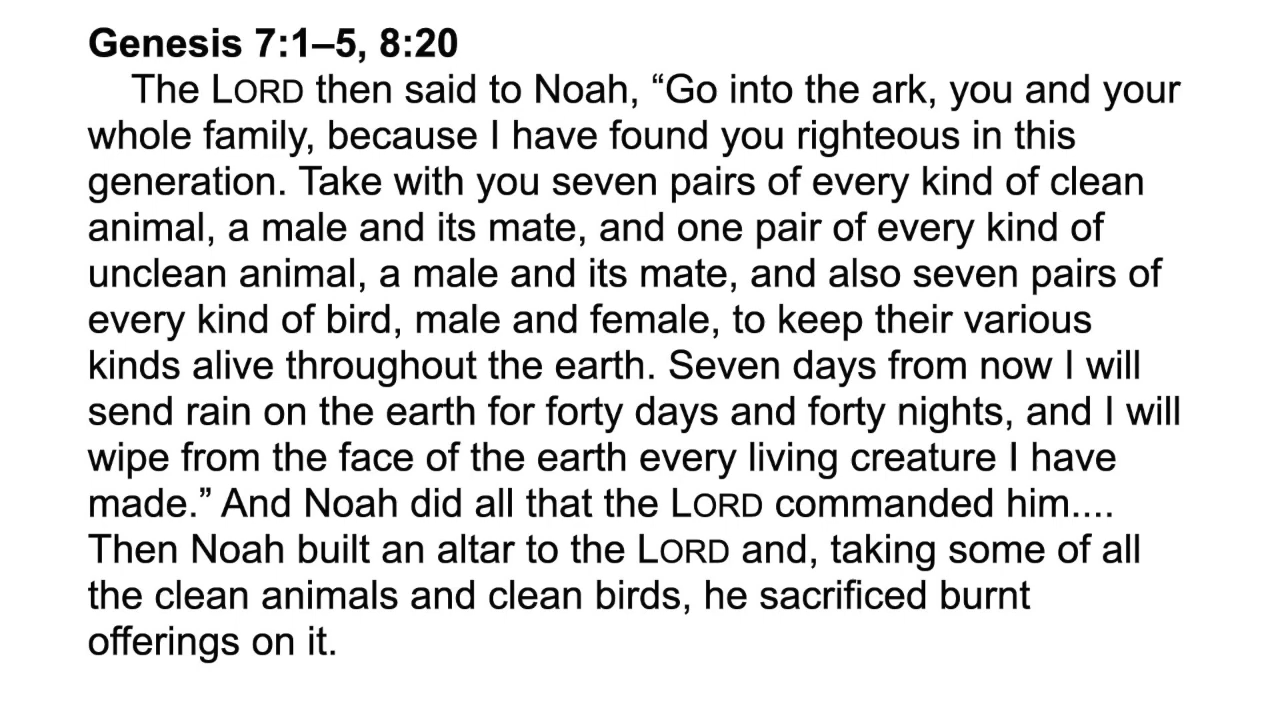 Genesis 7:1–5, 8:20
The LORD then said to Noah, “Go into the ark, you and your
whole family, because I have found you righteous in this
generation. Take with you seven pairs of every kind of clean
animal, a male and its mate, and one pair of every kind of
unclean animal, a male and its mate, and also seven pairs of
every kind of bird, male and female, to keep their various
kinds alive throughout the earth. Seven days from now I will
send rain on the earth for forty days and forty nights, and I will
wipe from the face of the earth every living creature I have
made.” And Noah did all that the LORD commanded him....
Then Noah built an altar to the LORD and, taking some of all
the clean animals and clean birds, he sacrificed burnt
offerings on it.